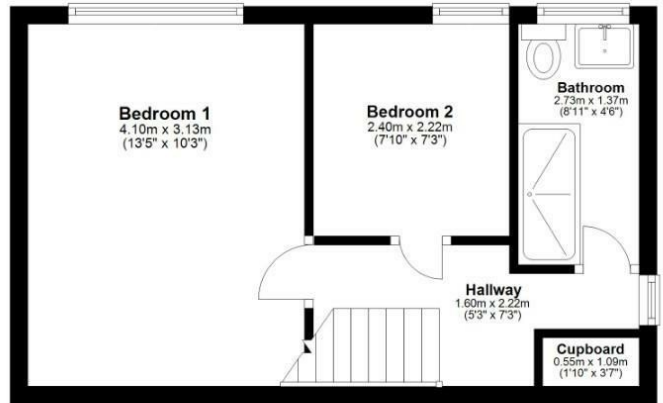 Bedroom 1
4.10m x 3.13m
(13'5" x 10'3")
Bedroom 2
2.40m x 2.22m
(7'10" x 7'3")
Bathroom
2.73m x 1.37m
(8'11" x 4'6")
Hallway
1.60m x 2.22m
(5'3" x 7'3")
Cupboard
0.55m x 1.09m
(1'10" x 3'7")